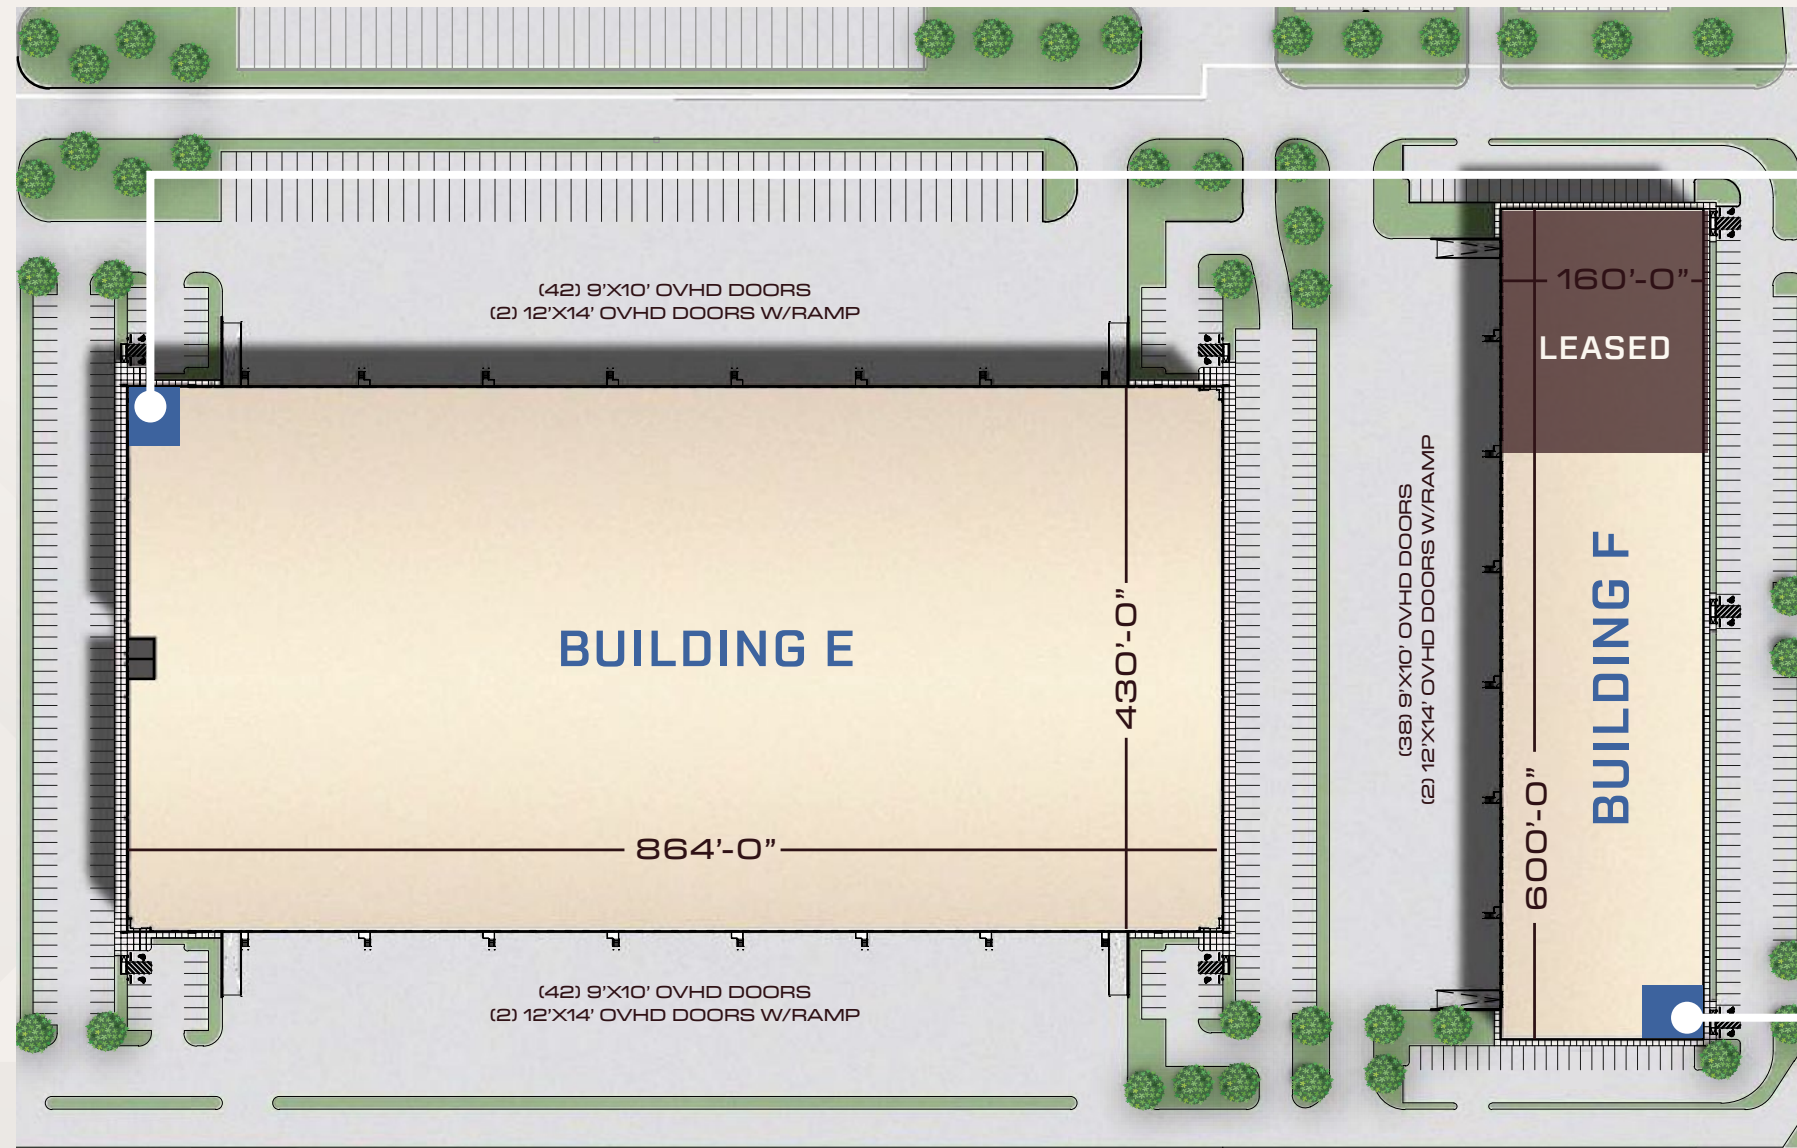 (42) 9’X10’ OVHD DOORS
(2) 12’X14’ OVHD DOORS W/RAMP
BUILDING E
430’-0”
864’-0”
(42) 9’X10’ OVHD DOORS
(2) 12’X14’ OVHD DOORS W/RAMP
(38) 9’X10’ OVHD DOORS
(2) 12’X14’ OVHD DOORS W/RAMP
160’-0”
LEASED
BUILDING F
600’-0”